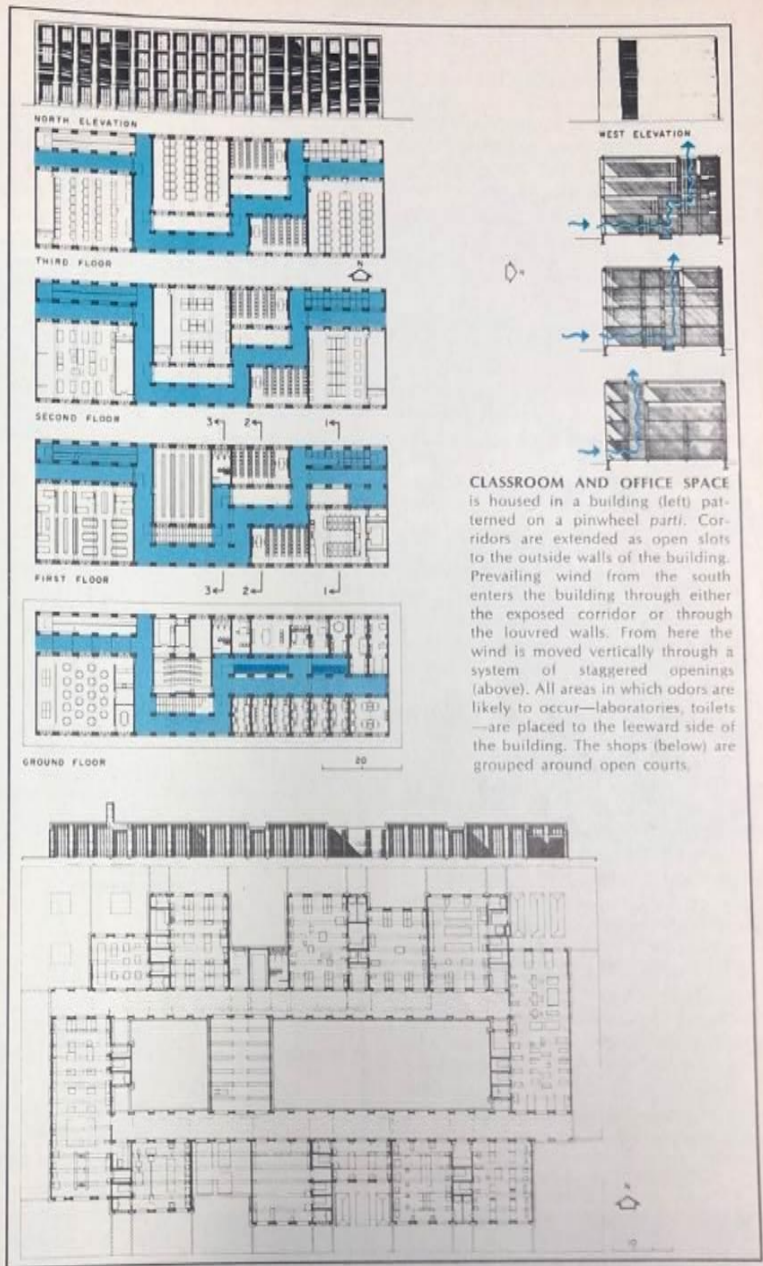 NORTH ELEVATION
WEST ELEVATION
THIRD FLOOR
N
SECOND FLOOR
3 2 1
FIRST FLOOR
3 2 1
GROUND FLOOR
20
CLASSROOM AND OFFICE SPACE
is housed in a building (left) pat-
terned on a pinwheel parti. Cor-
ridors are extended as open slots
to the outside walls of the building.
Prevailing wind from the south
enters the building through either
the exposed corridor or through
the louvred walls. From here the
wind is moved vertically through a
system of staggered openings
(above). All areas in which odors are
likely to occur—laboratories, toilets
—are placed to the leeward side of
the building. The shops (below) are
grouped around open courts.